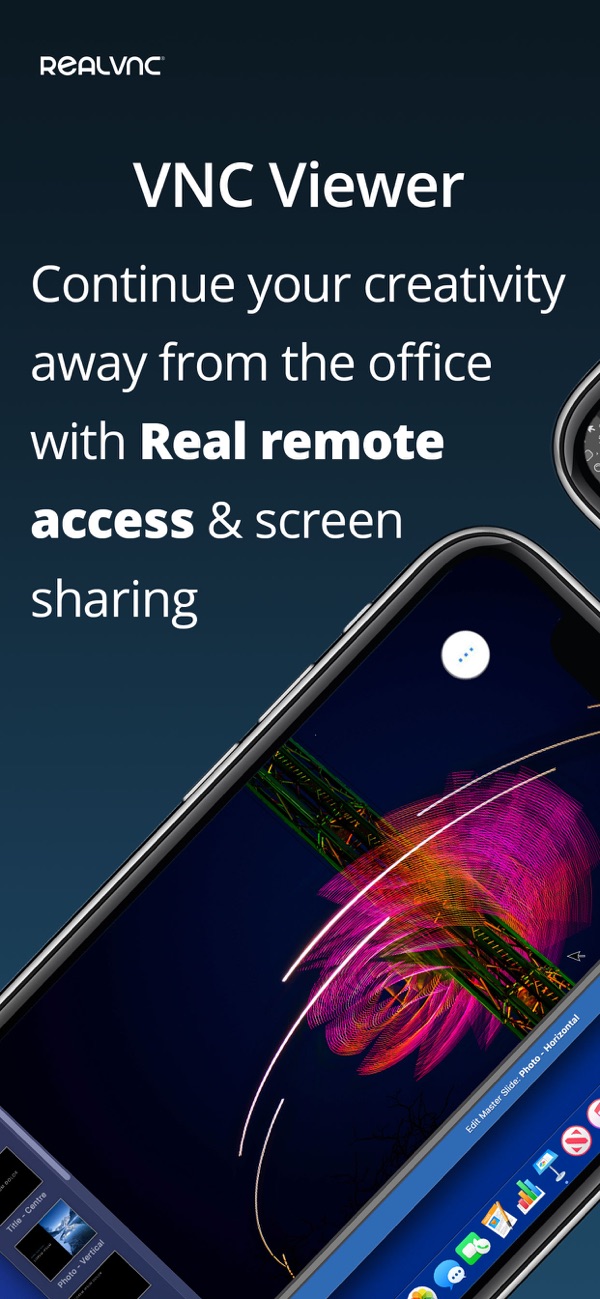 REALVNC
VNC Viewer
Continue your creativity
away from the office
with Real remote
access & screen
sharing
Edit Master Slide: Photo - Horizontal
Title - Centre
Photo - Vertical